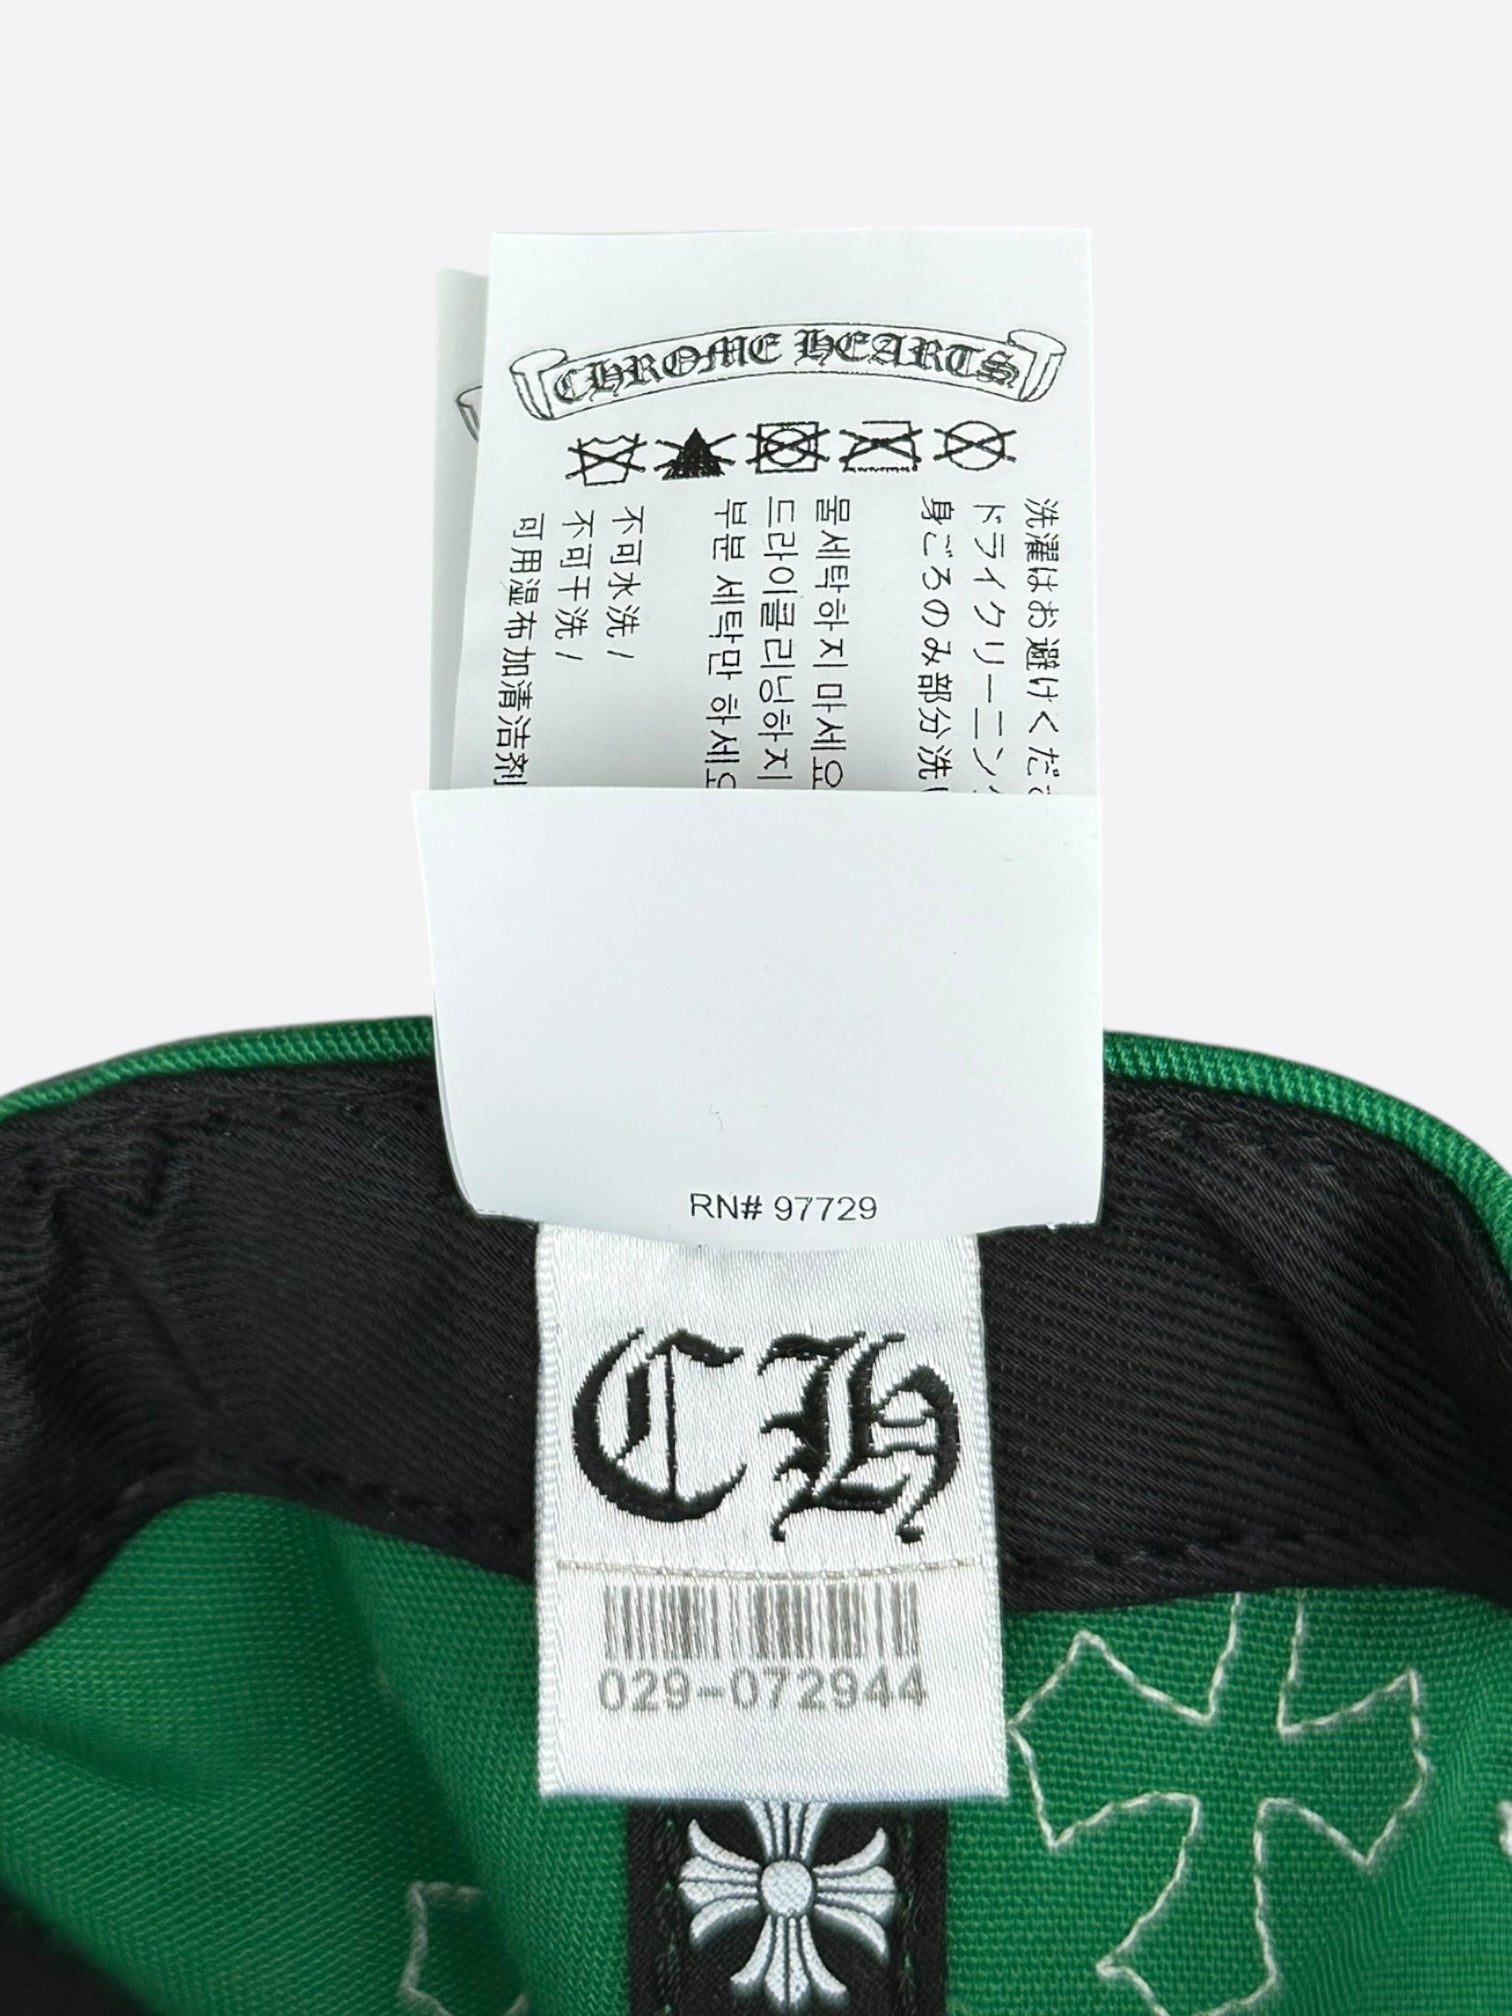 CHROME HEARTS
洗濯はお避けくださ
ドライクリーニング
身ごろのみ部分洗い
물세탁하지 마세요
드라이클리닝하지
부분 세탁만 하세요
不可水洗 /
不可干洗 /
可用湿布加清洁剂
RN# 97729
CH
029-072944